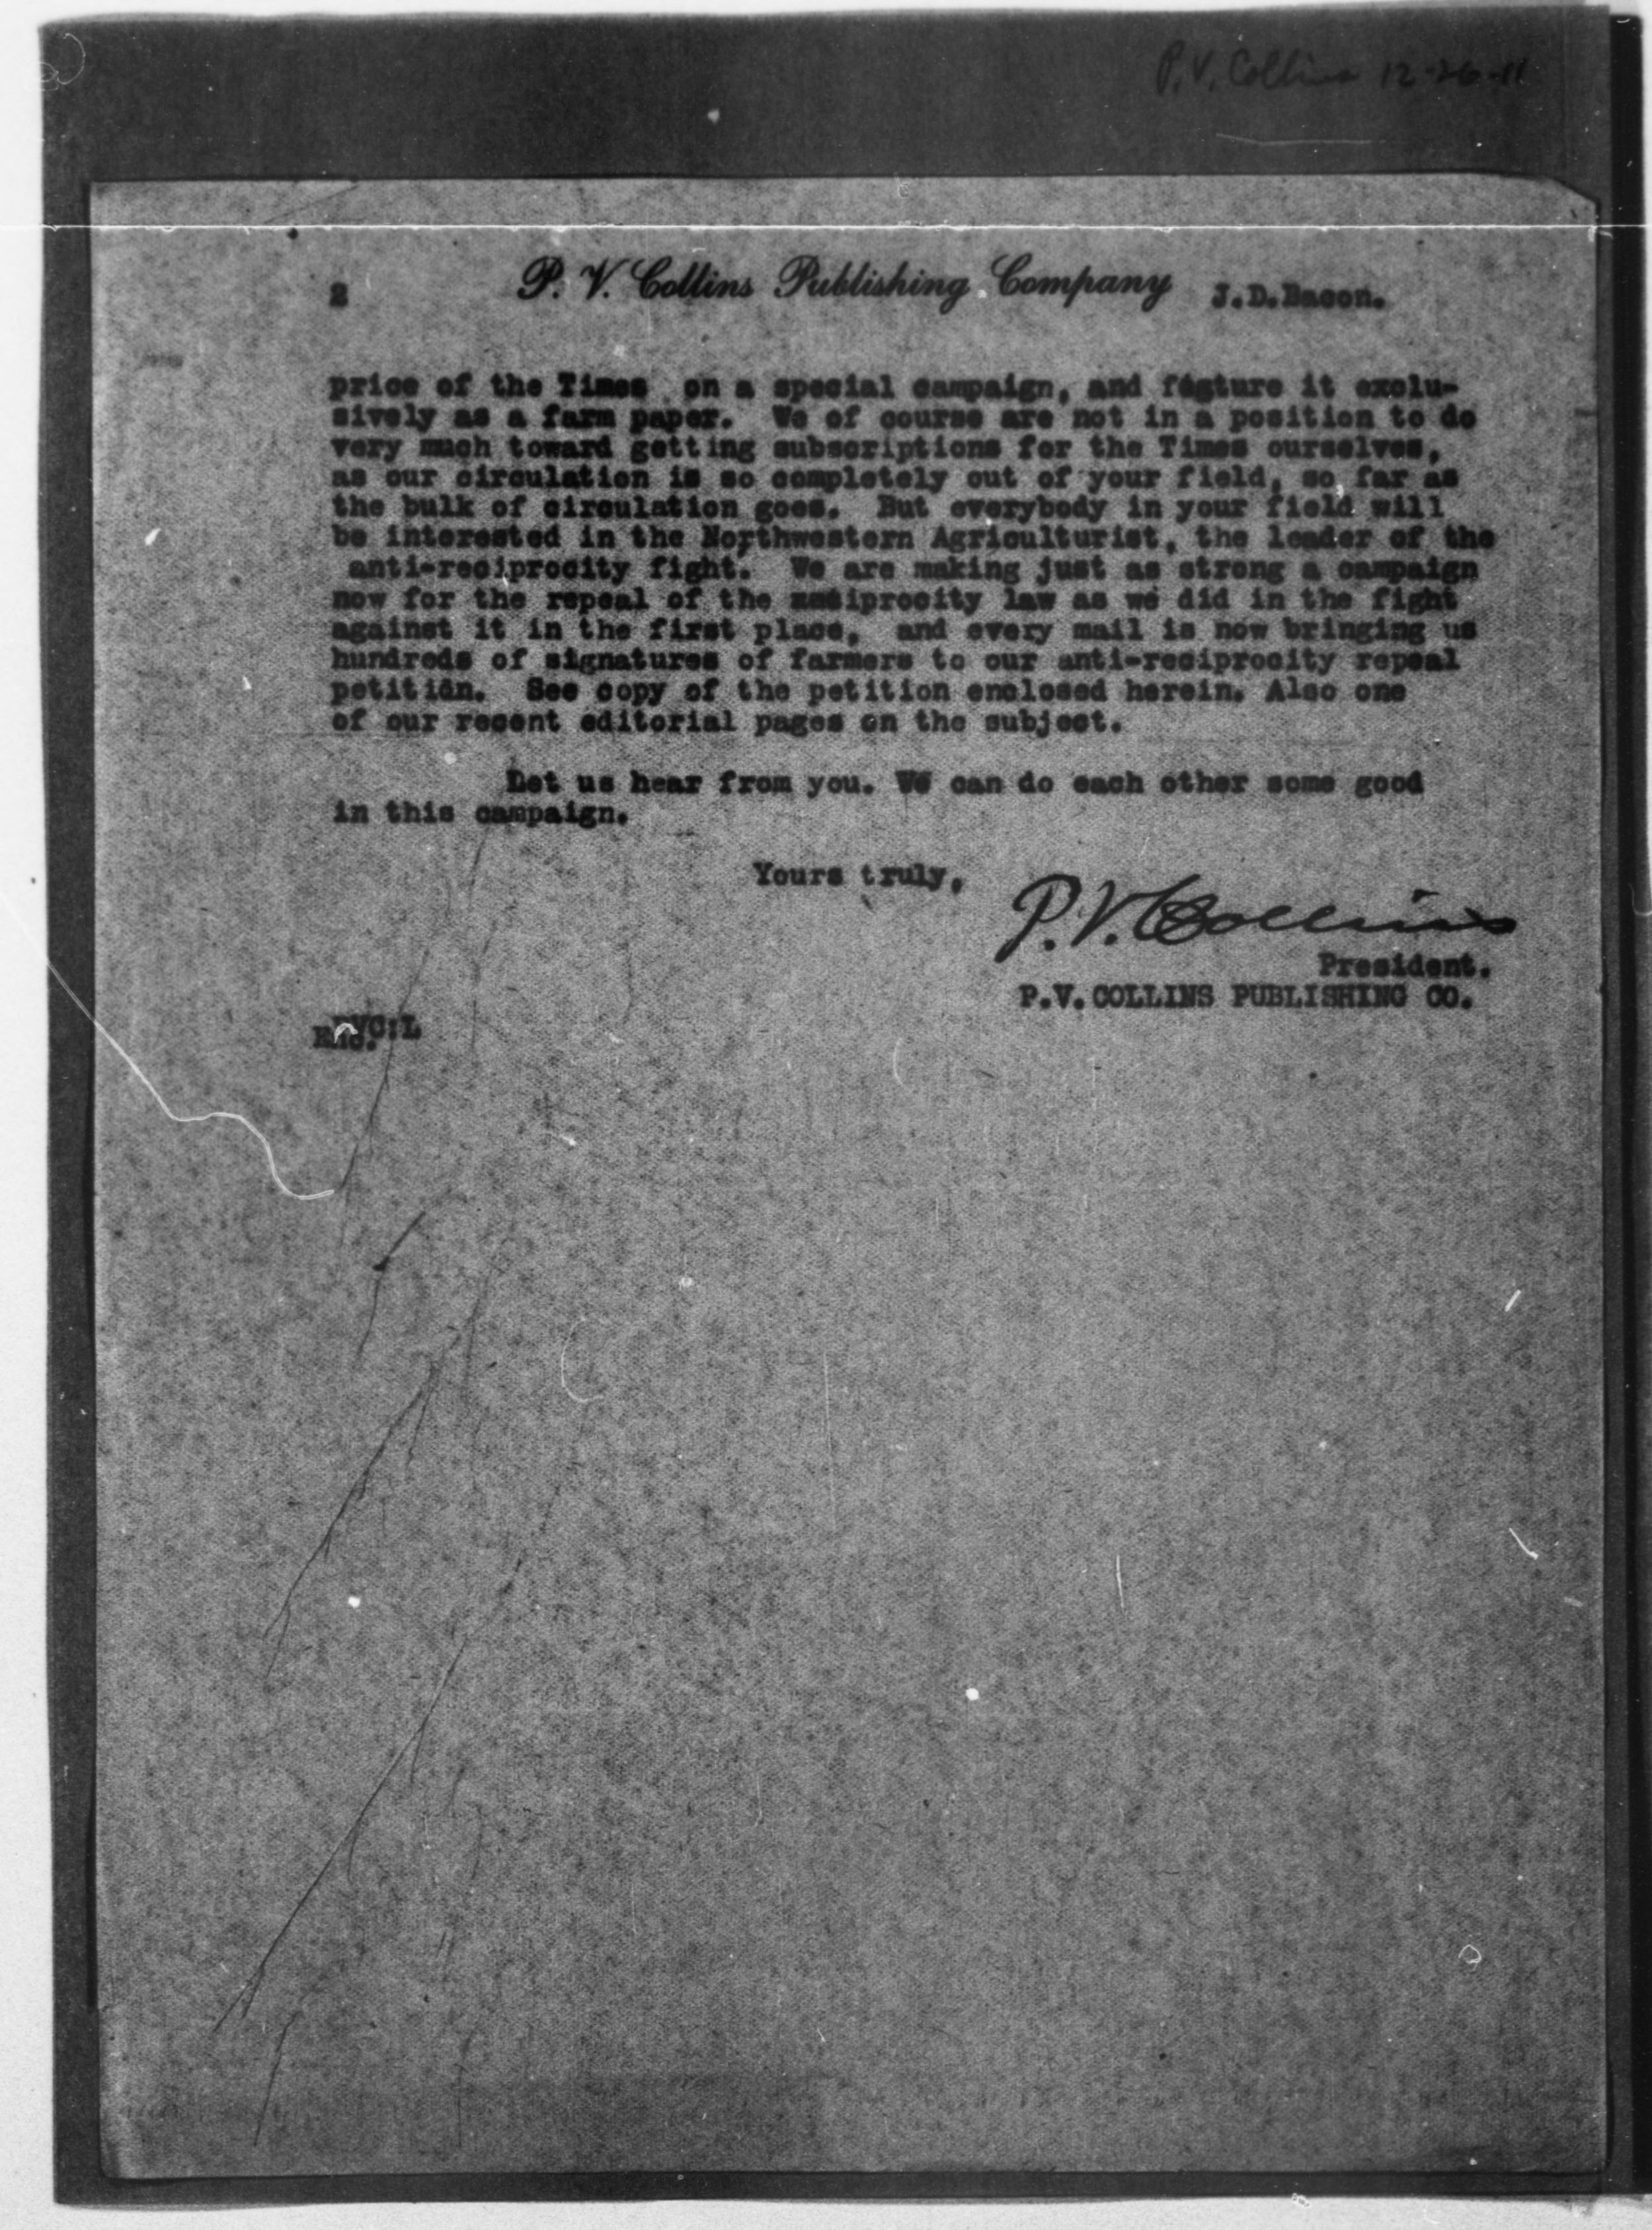 P.V. Collins 12-26-11
2 P. V. Collins Publishing Company J.D.Bacon.
price of the Times on a special campaign, and feature it exclu-
sively as a farm paper. We of course are not in a position to do
very much toward getting subscriptions for the Times ourselves,
as our circulation is so completely out of your field, so far as
the bulk of circulation goes. But everybody in your field will
be interested in the Northwestern Agriculturist, the leader of the
anti-reciprocity fight. We are making just as strong a campaign
now for the repeal of the law as we did in the fight
against it in the first place, and every mail is now bringing us
hundreds of signatures of farmers to our anti-reciprocity repeal
petition. See copy of the petition enclosed herein. Also one
of our recent editorial pages on the subject.
Let us hear from you. We can do each other some good
in this campaign.
Yours truly,
P.V. Collins
President.
P.V. COLLINS PUBLISHING CO.
PVC:L
Enc.